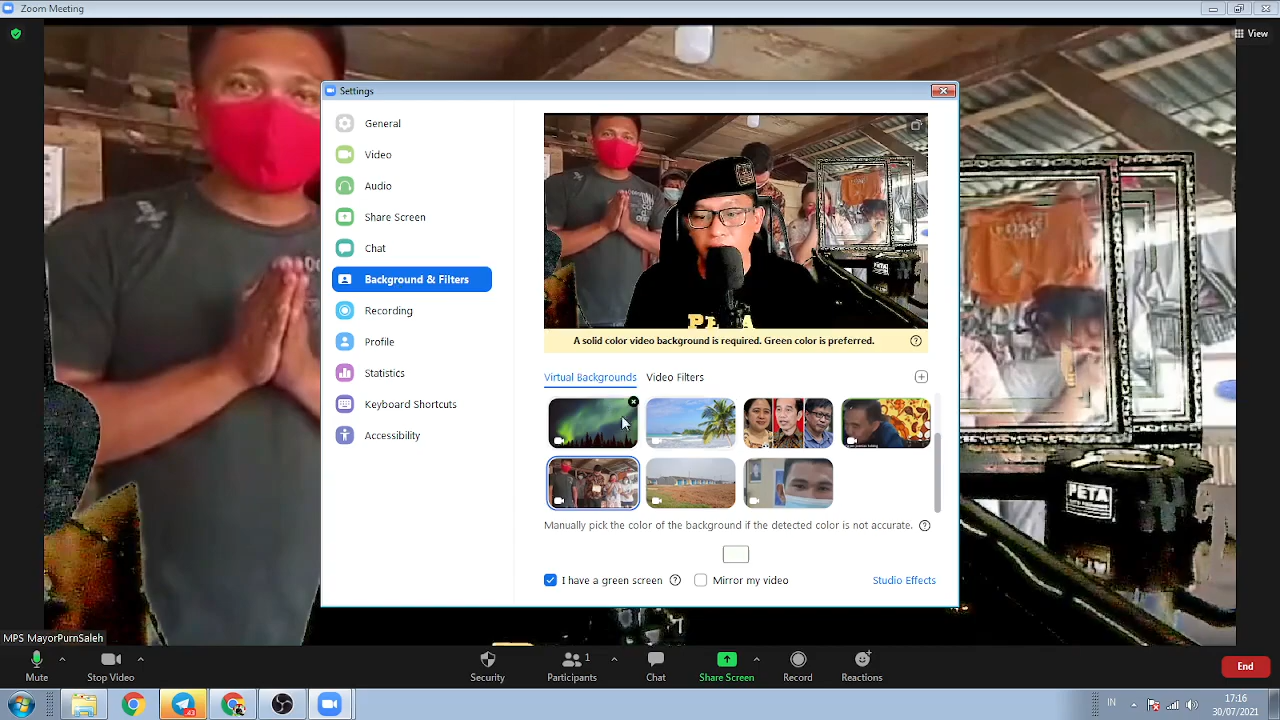 Zoom Meeting
View
Settings
General
Video
Audio
Share Screen
Chat
Background & Filters
Recording
Profile
Statistics
Keyboard Shortcuts
Accessibility
PETA
A solid color video background is required. Green color is preferred.
Virtual Backgrounds
Video Filters
Manually pick the color of the background if the detected color is not accurate.
I have a green screen
Mirror my video
Studio Effects
PETA
MPS MayorPurnSaleh
Mute
Stop Video
Security
Participants
1
Chat
Share Screen
Record
Reactions
End
23
IN
17:16
30/07/2021